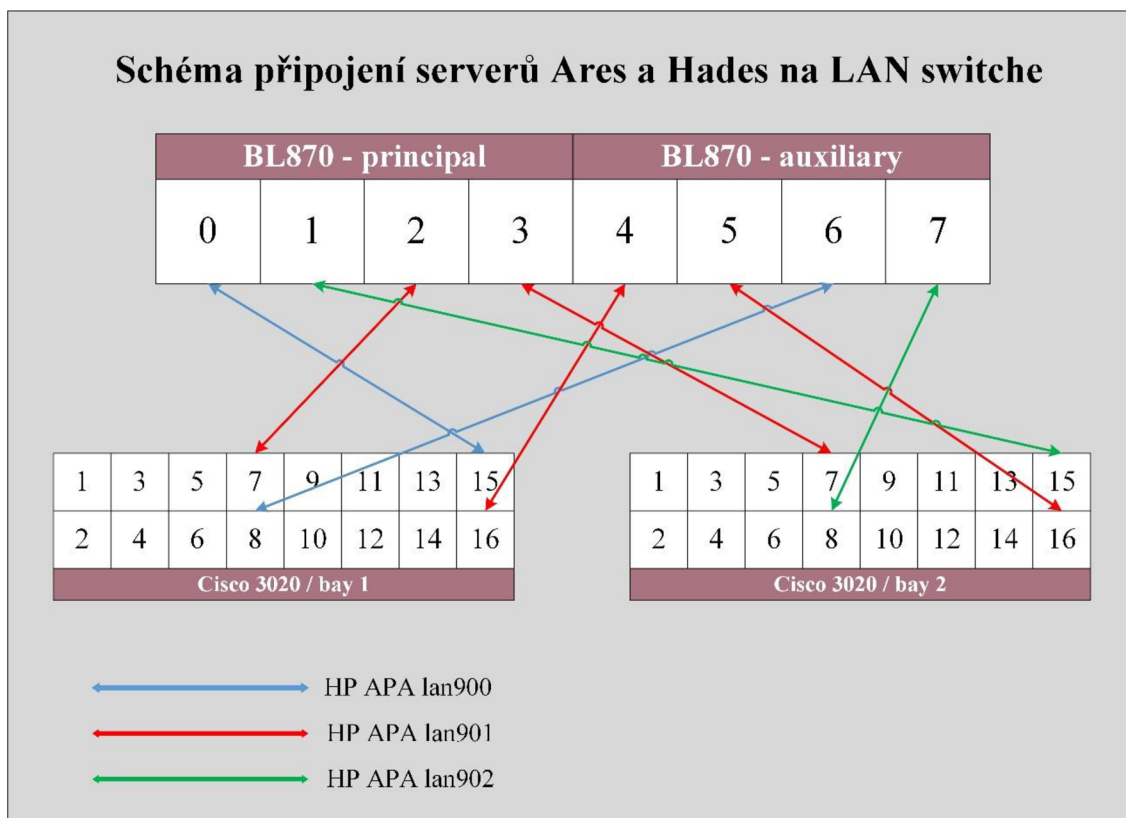 Schéma připojení serverů Ares a Hades na LAN switche
BL870 - principal BL870 - auxiliary
0 1 2 3 4 5 6 7
1 3 5 7 9 11 13 15
2 4 6 8 10 12 14 16
Cisco 3020 / bay 1
1 3 5 7 9 11 13 15
2 4 6 8 10 12 14 16
Cisco 3020 / bay 2
HP APA lan900
HP APA lan901
HP APA lan902